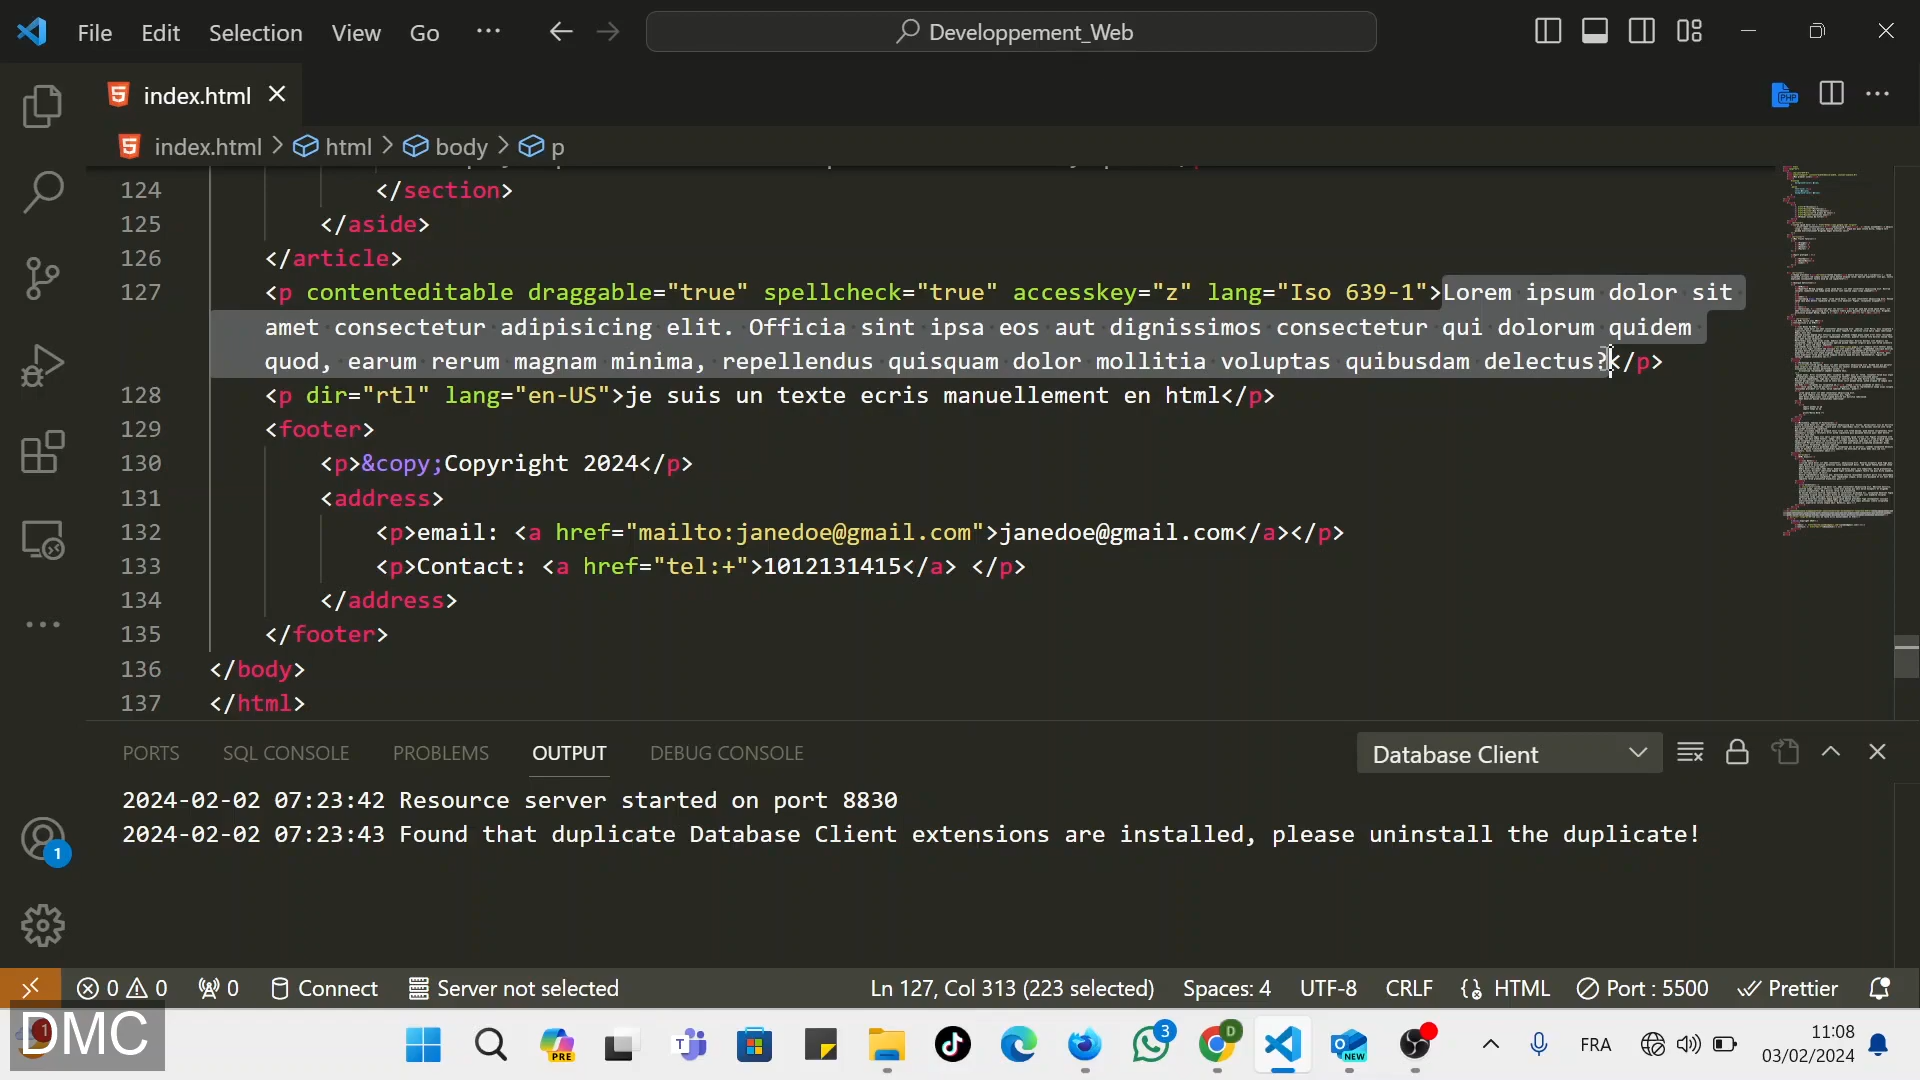 File Edit Selection View Go ··· Developpement_Web
index.html
index.html > html > body > p
124 </section>
125 </aside>
126 </article>
127 <p contenteditable draggable="true" spellcheck="true" accesskey="z" lang="Iso 639-1">Lorem ipsum dolor sit
amet consectetur adipisicing elit. Officia sint ipsa eos aut dignissimos consectetur qui dolorum quidem
quod, earum rerum magnam minima, repellendus quisquam dolor mollitia voluptas quibusdam delectus?</p>
128 <p dir="rtl" lang="en-US">je suis un texte ecris manuellement en html</p>
129 <footer>
130 <p>&copy;Copyright 2024</p>
131 <address>
132 <p>email: <a href="mailto:janedoe@gmail.com">janedoe@gmail.com</a></p>
133 <p>Contact: <a href="tel:+">1012131415</a> </p>
134 </address>
135 </footer>
136 </body>
137 </html>
PORTS SQL CONSOLE PROBLEMS OUTPUT DEBUG CONSOLE Database Client
2024-02-02 07:23:42 Resource server started on port 8830
2024-02-02 07:23:43 Found that duplicate Database Client extensions are installed, please uninstall the duplicate!
1
0 0 0 Connect Server not selected Ln 127, Col 313 (223 selected) Spaces: 4 UTF-8 CRLF HTML Port : 5500 Prettier
DMC 1 PRE 3 D NEW FRA 11:08
03/02/2024